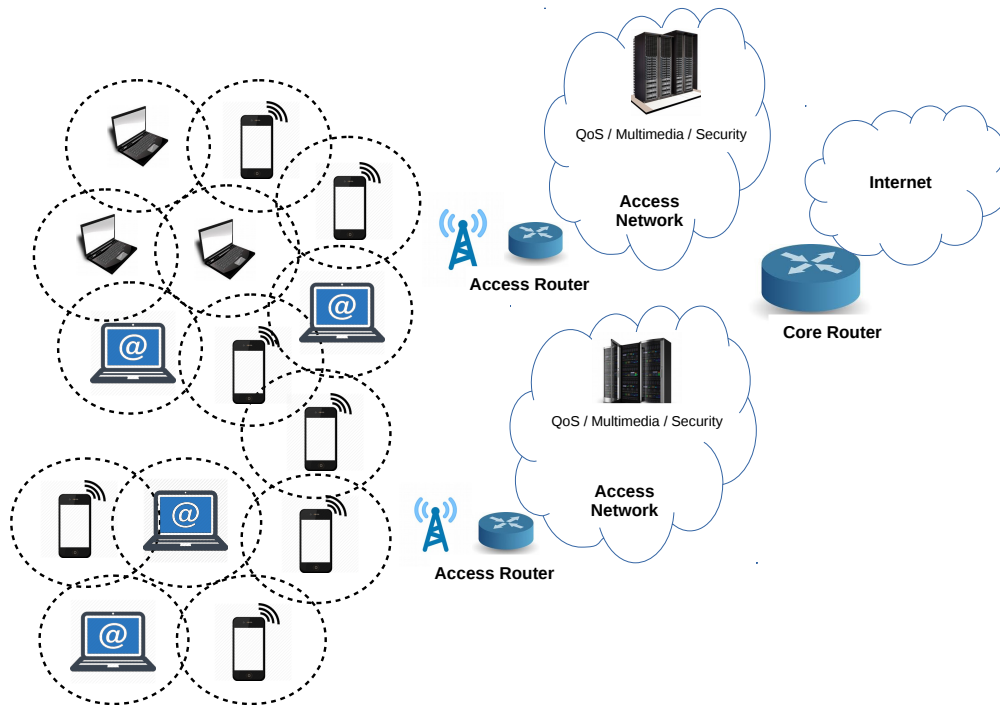 QoS / Multimedia / Security
Access
Network
Internet
Access Router
Core Router
@
@
QoS / Multimedia / Security
Access
Network
@
Access Router
@